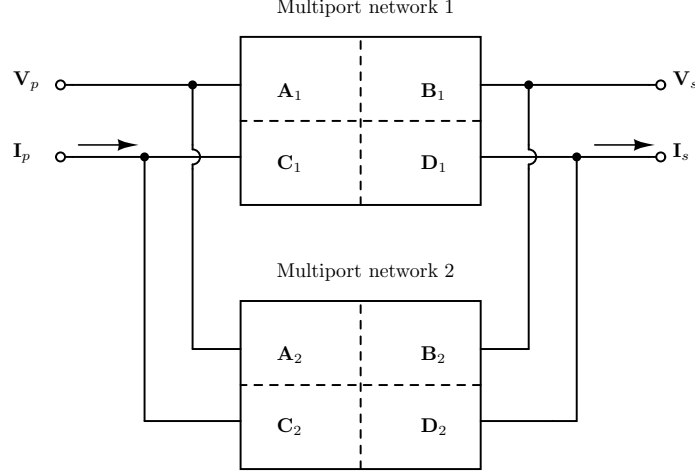 Multiport network 1
V_p A_1 B_1 V_s
I_p C_1 D_1 I_s
Multiport network 2
A_2 B_2
C_2 D_2